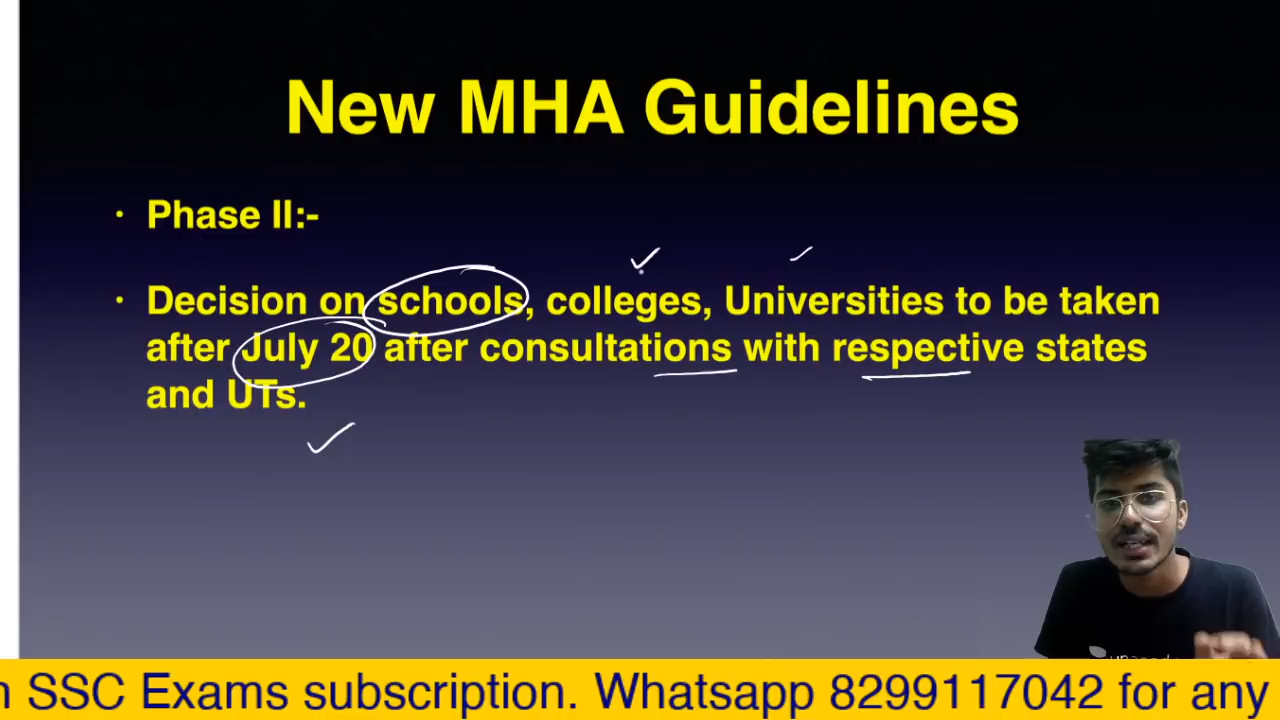 New MHA Guidelines
• Phase II:-
• Decision on schools, colleges, Universities to be taken
after July 20 after consultations with respective states
and UTs.
SSC Exams subscription. Whatsapp 8299117042 for any